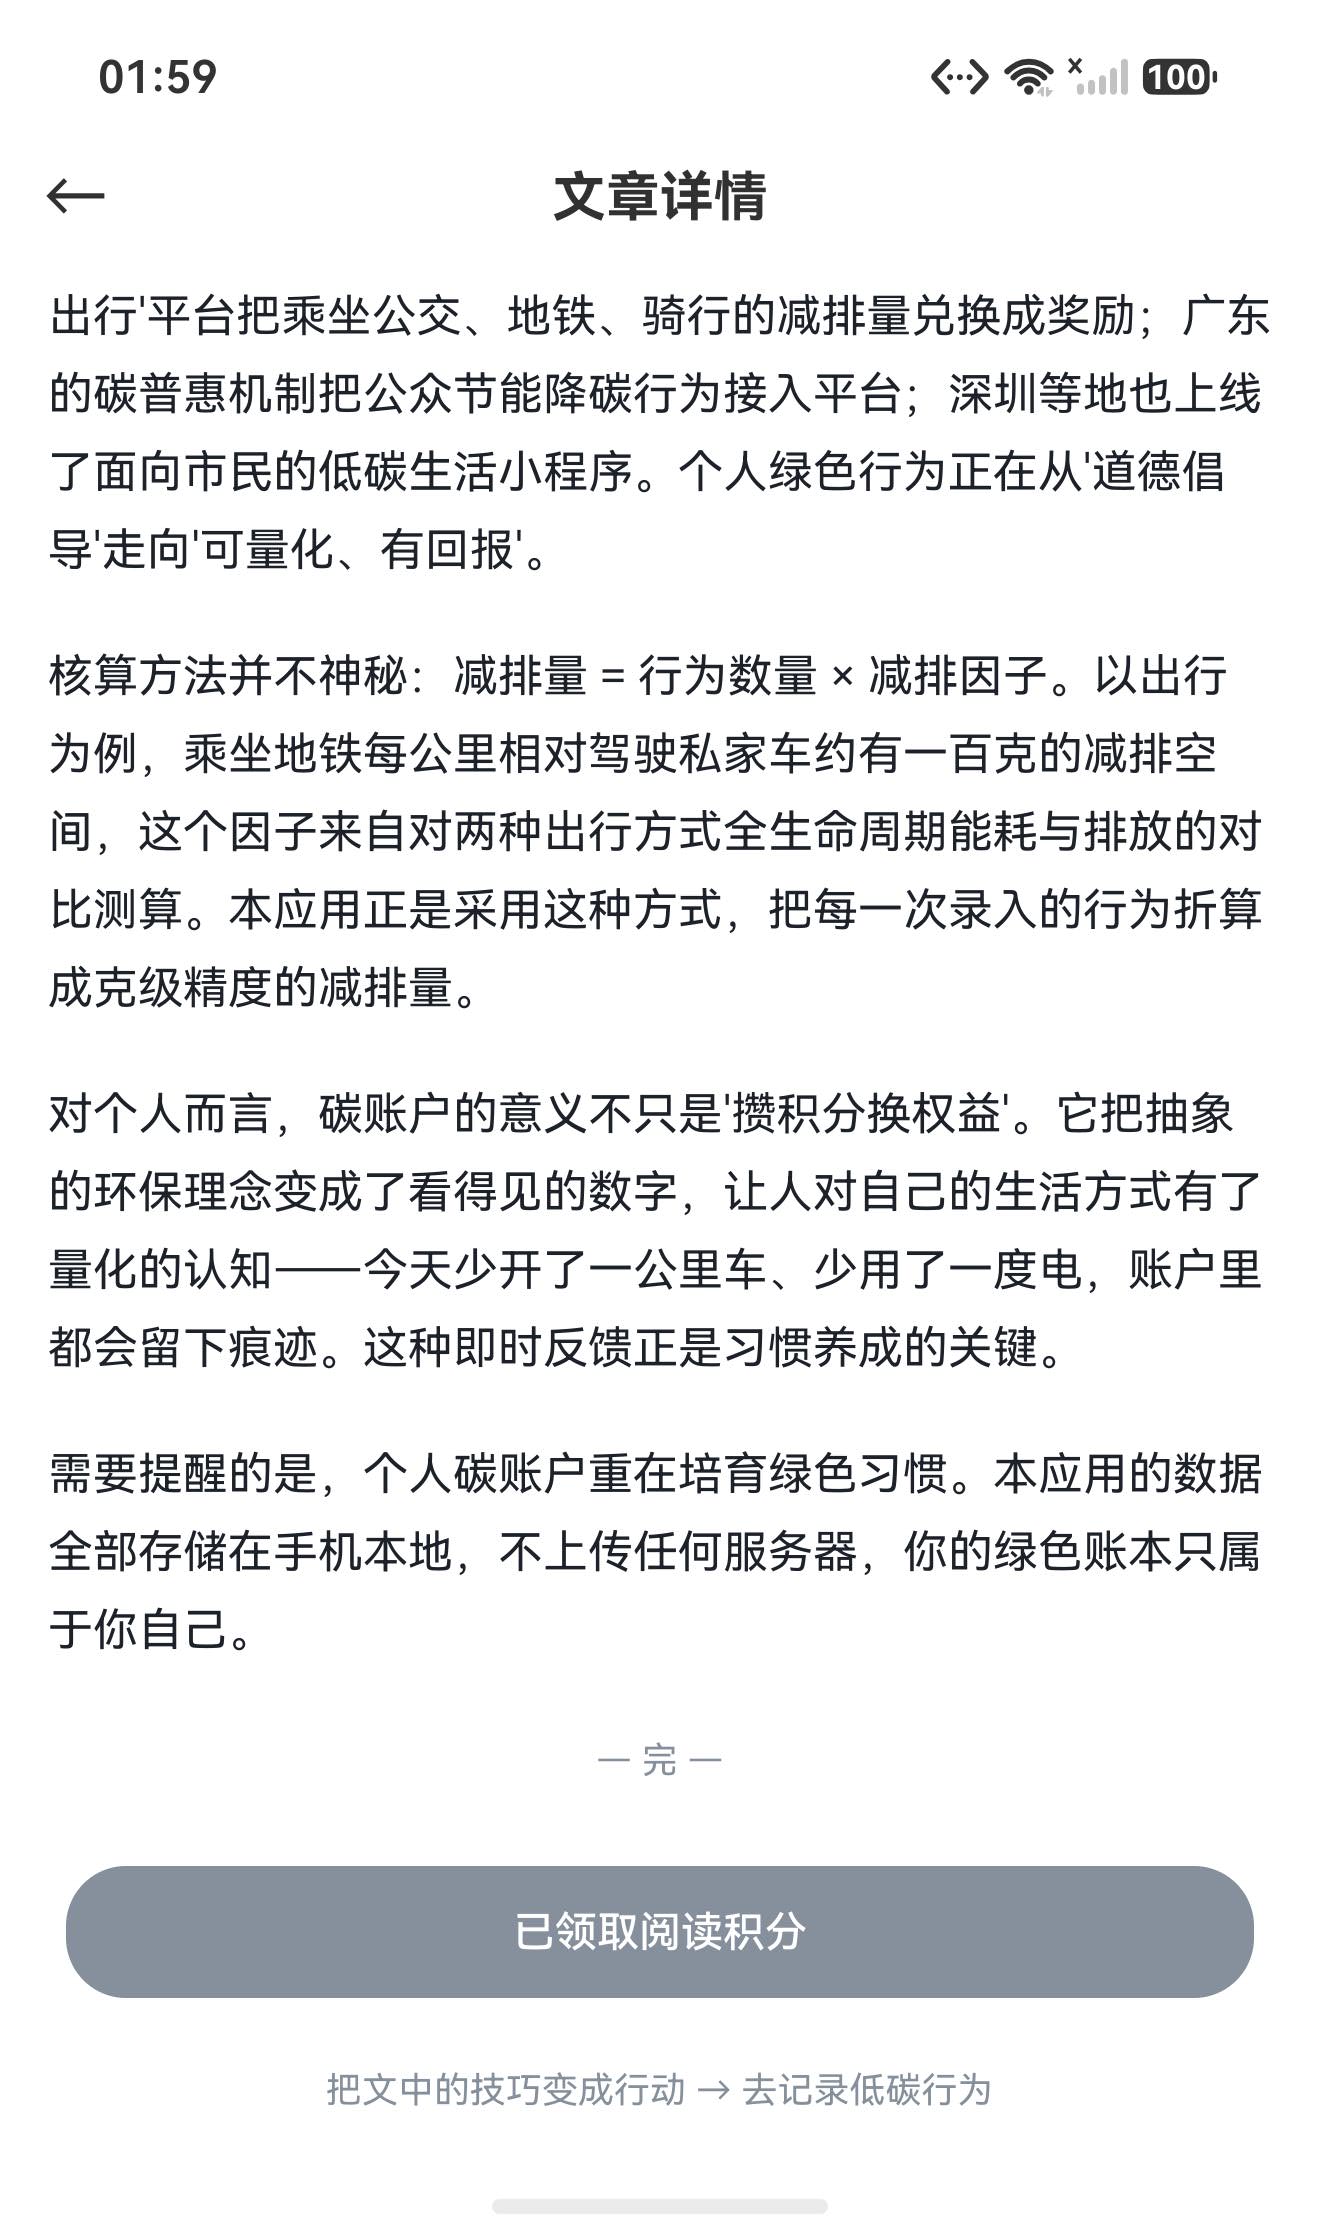 01:59
100
文章详情
出行'平台把乘坐公交、地铁、骑行的减排量兑换成奖励；广东
的碳普惠机制把公众节能降碳行为接入平台；深圳等地也上线
了面向市民的低碳生活小程序。个人绿色行为正在从'道德倡
导'走向'可量化、有回报'。
核算方法并不神秘：减排量 = 行为数量 × 减排因子。以出行
为例，乘坐地铁每公里相对驾驶私家车约有一百克的减排空
间，这个因子来自对两种出行方式全生命周期能耗与排放的对
比测算。本应用正是采用这种方式，把每一次录入的行为折算
成克级精度的减排量。
对个人而言，碳账户的意义不只是'攒积分换权益'。它把抽象
的环保理念变成了看得见的数字，让人对自己的生活方式有了
量化的认知——今天少开了一公里车、少用了一度电，账户里
都会留下痕迹。这种即时反馈正是习惯养成的关键。
需要提醒的是，个人碳账户重在培育绿色习惯。本应用的数据
全部存储在手机本地，不上传任何服务器，你的绿色账本只属
于你自己。
— 完 —
已领取阅读积分
把文中的技巧变成行动 → 去记录低碳行为